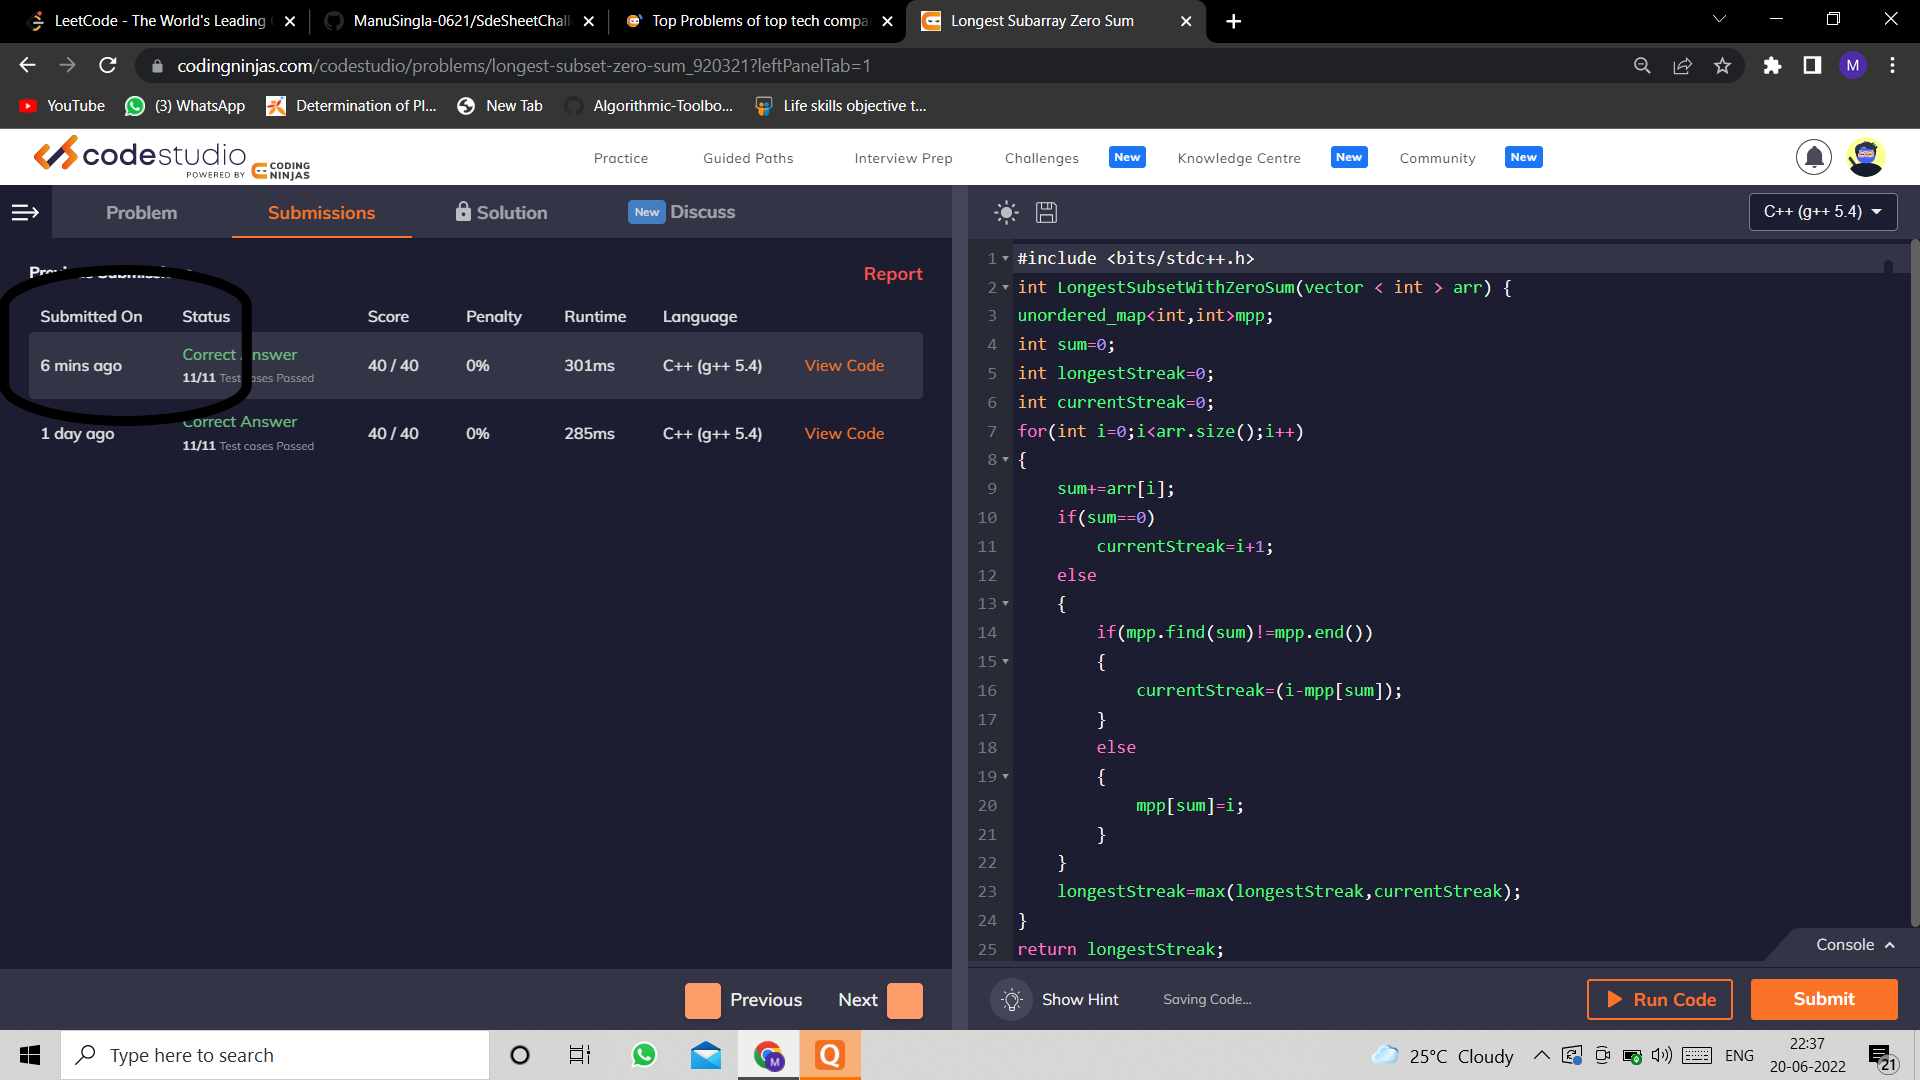 LeetCode - The World's Leading
ManuSingla-0621/SdeSheetChall
Top Problems of top tech compa
Longest Subarray Zero Sum
codingninjas.com/codestudio/problems/longest-subset-zero-sum_920321?leftPanelTab=1
M
YouTube
(3) WhatsApp
Determination of Pl...
New Tab
Algorithmic-Toolbo...
Life skills objective t...
codestudio
POWERED BY
CODING NINJAS
Practice
Guided Paths
Interview Prep
Challenges
New
Knowledge Centre
New
Community
New
Problem
Submissions
Solution
New Discuss
C++ (g++ 5.4)
Report
Submitted On Status Score Penalty Runtime Language
6 mins ago Correct Answer 40 / 40 0% 301ms C++ (g++ 5.4) View Code
11/11 Test cases Passed
1 day ago Correct Answer 40 / 40 0% 285ms C++ (g++ 5.4) View Code
11/11 Test cases Passed
Previous
Next
1 #include <bits/stdc++.h>
2 int LongestSubsetWithZeroSum(vector < int > arr) {
3 unordered_map<int,int>mpp;
4 int sum=0;
5 int longestStreak=0;
6 int currentStreak=0;
7 for(int i=0;i<arr.size();i++)
8 {
9 sum+=arr[i];
10 if(sum==0)
11 currentStreak=i+1;
12 else
13 {
14 if(mpp.find(sum)!=mpp.end())
15 {
16 currentStreak=(i-mpp[sum]);
17 }
18 else
19 {
20 mpp[sum]=i;
21 }
22 }
23 longestStreak=max(longestStreak,currentStreak);
24 }
25 return longestStreak;
Console
Show Hint
Saving Code...
Run Code
Submit
Type here to search
25°C Cloudy
ENG
22:37
20-06-2022
21